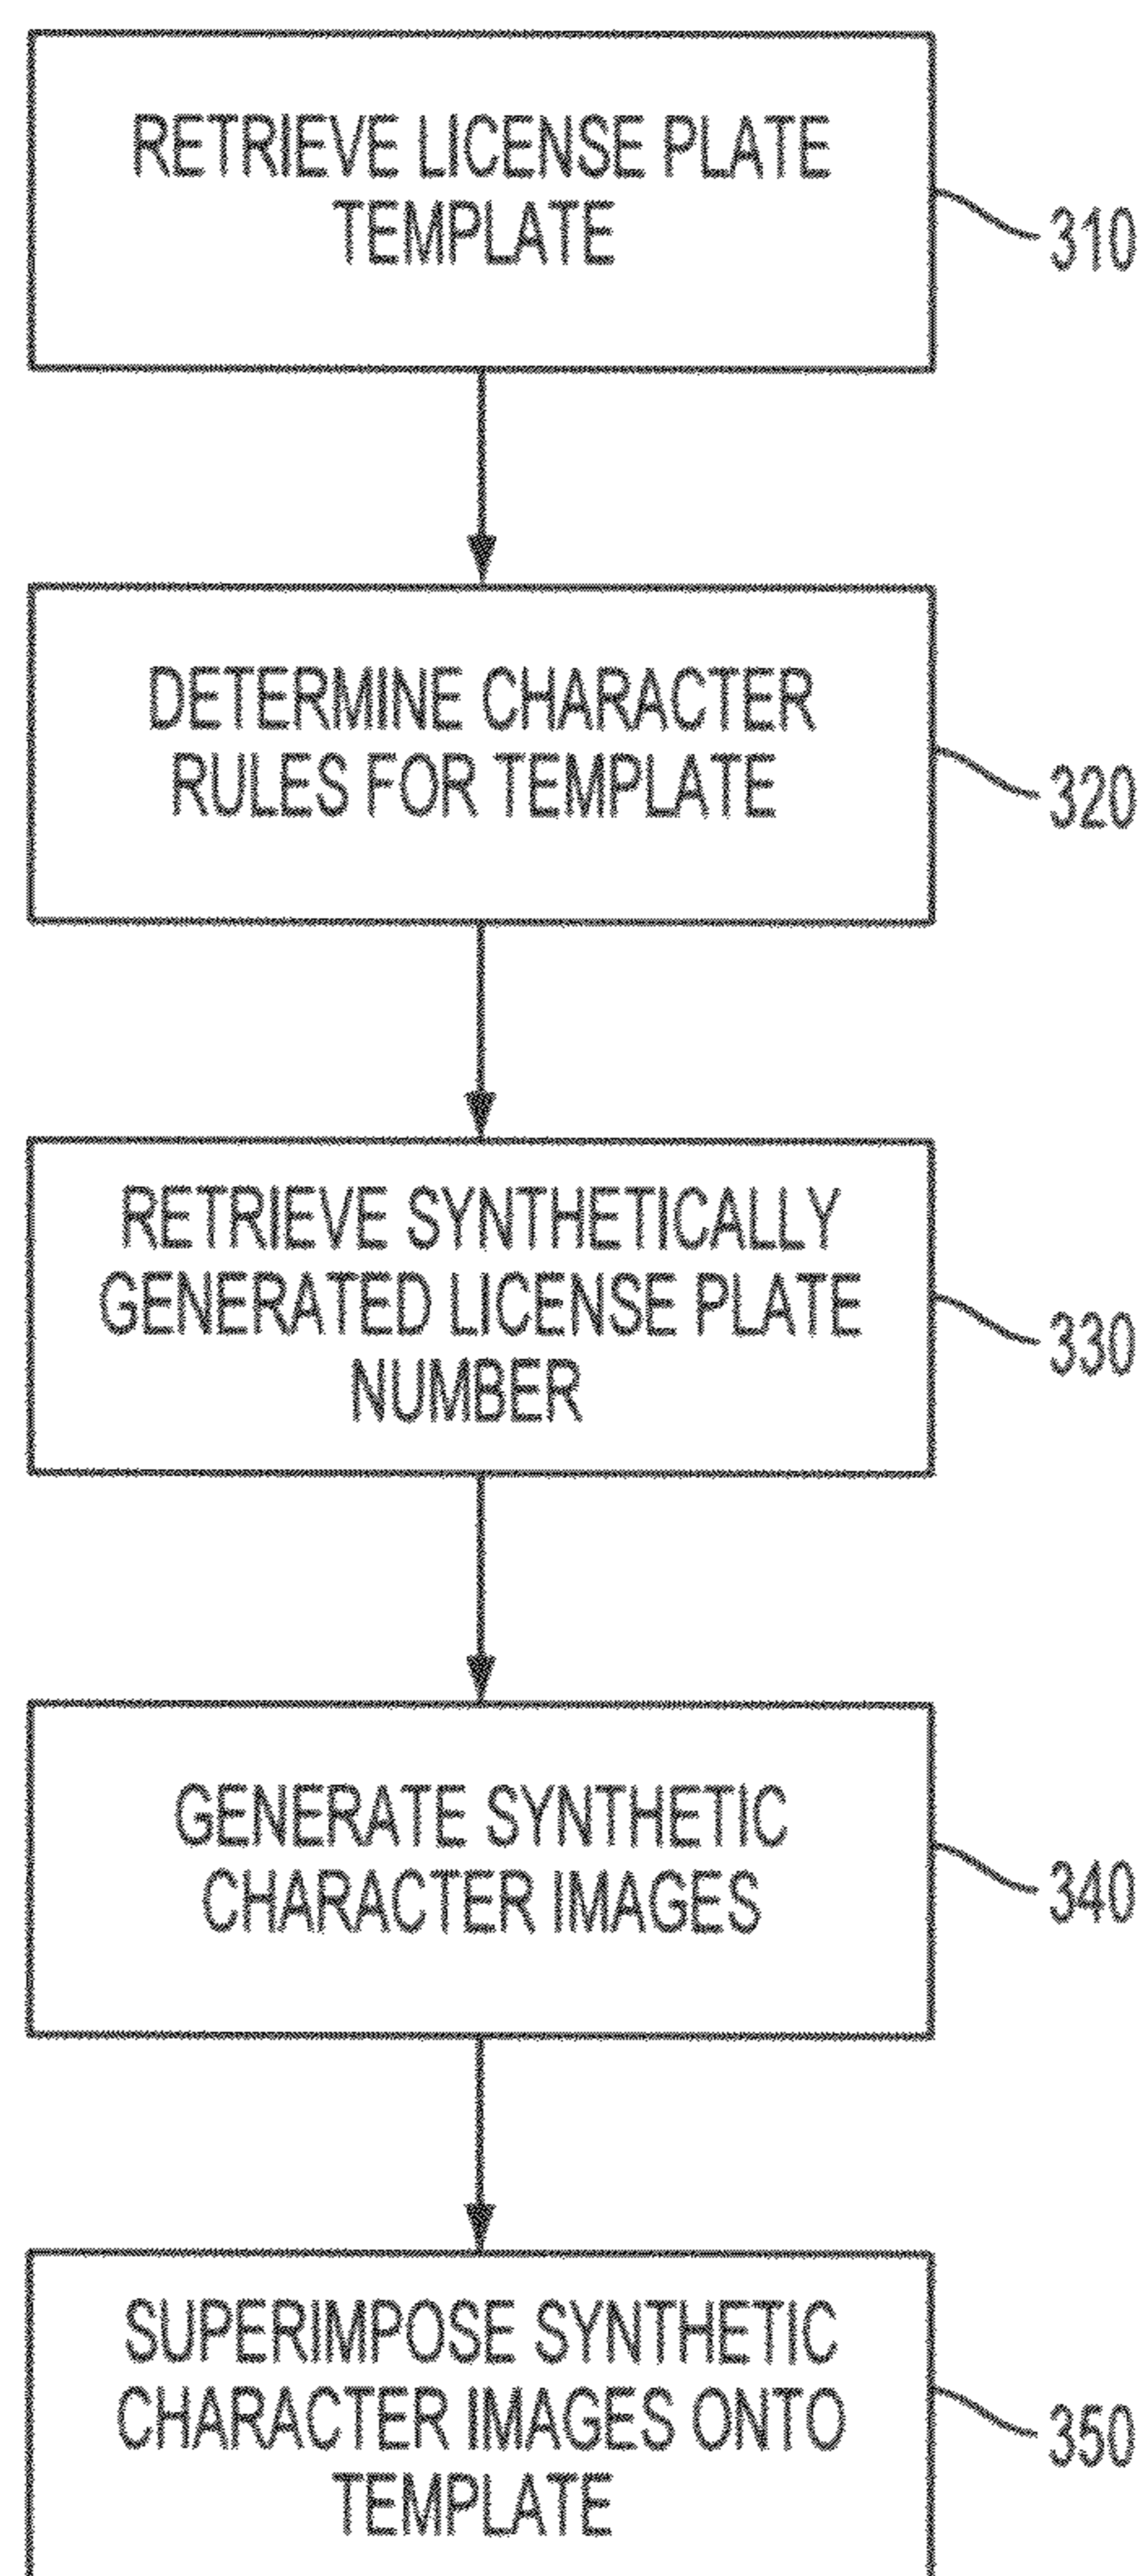 RETRIEVE LICENSE PLATE
TEMPLATE
310
DETERMINE CHARACTER
RULES FOR TEMPLATE
320
RETRIEVE SYNTHETICALLY
GENERATED LICENSE PLATE
NUMBER
330
GENERATE SYNTHETIC
CHARACTER IMAGES
340
SUPERIMPOSE SYNTHETIC
CHARACTER IMAGES ONTO
TEMPLATE
350